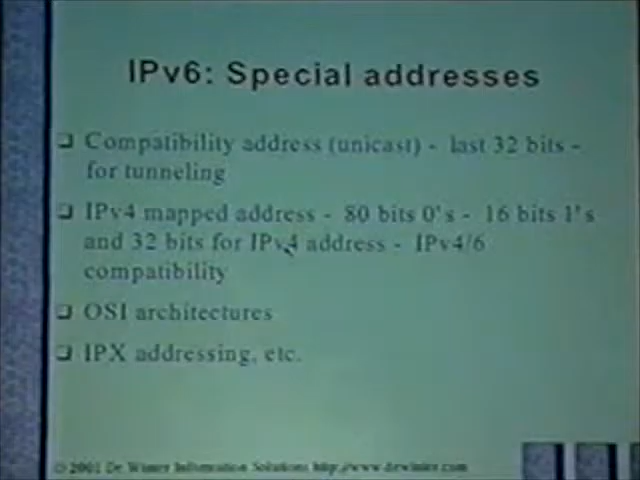 IPv6: Special addresses
❑ Compatibility address (unicast) - last 32 bits -
for tunneling
❑ IPv4 mapped address - 80 bits 0's - 16 bits 1's
and 32 bits for IPv4 address - IPv4/6
compatibility
❑ OSI architectures
❑ IPX addressing, etc.
© 2001 De Winter Information Solutions http://www.dewinter.com